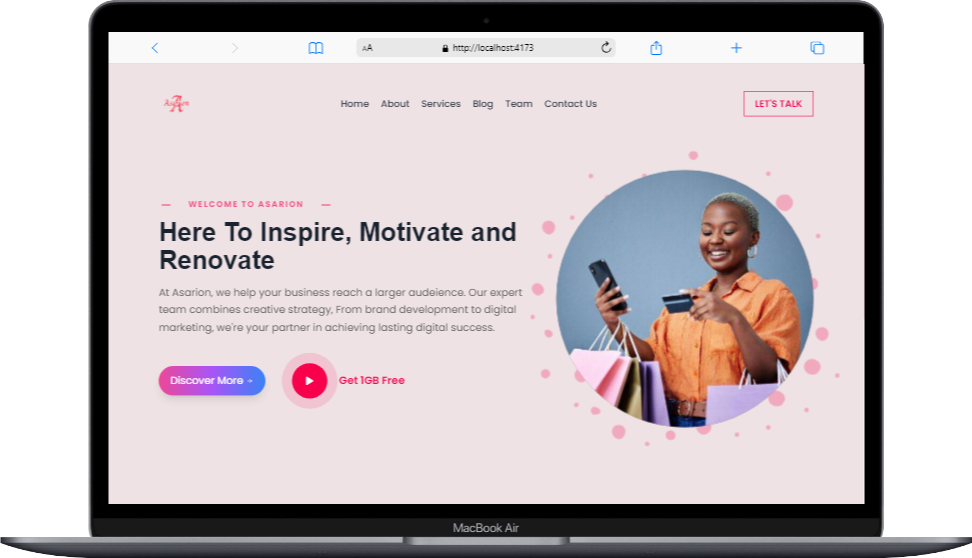 AA http://localhost:4173
Asarion
A
Home About Services Blog Team Contact Us
LET'S TALK
WELCOME TO ASARION
Here To Inspire, Motivate and
Renovate
At Asarion, we help your business reach a larger audeience. Our expert
team combines creative strategy, From brand development to digital
marketing, we're your partner in achieving lasting digital success.
Discover More
Get 1GB Free
MacBook Air